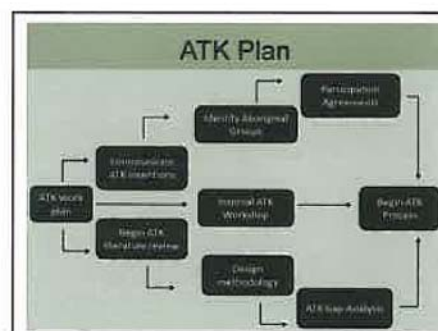 ATK Plan
Participation
Agreements
Identify Aboriginal
Groups
Communicate
ATK intentions
ATK work
plan
Internal ATK
Workshop
Begin ATK
Process
Begin ATK
literature review
Design
methodology
ATK Gap Analysis